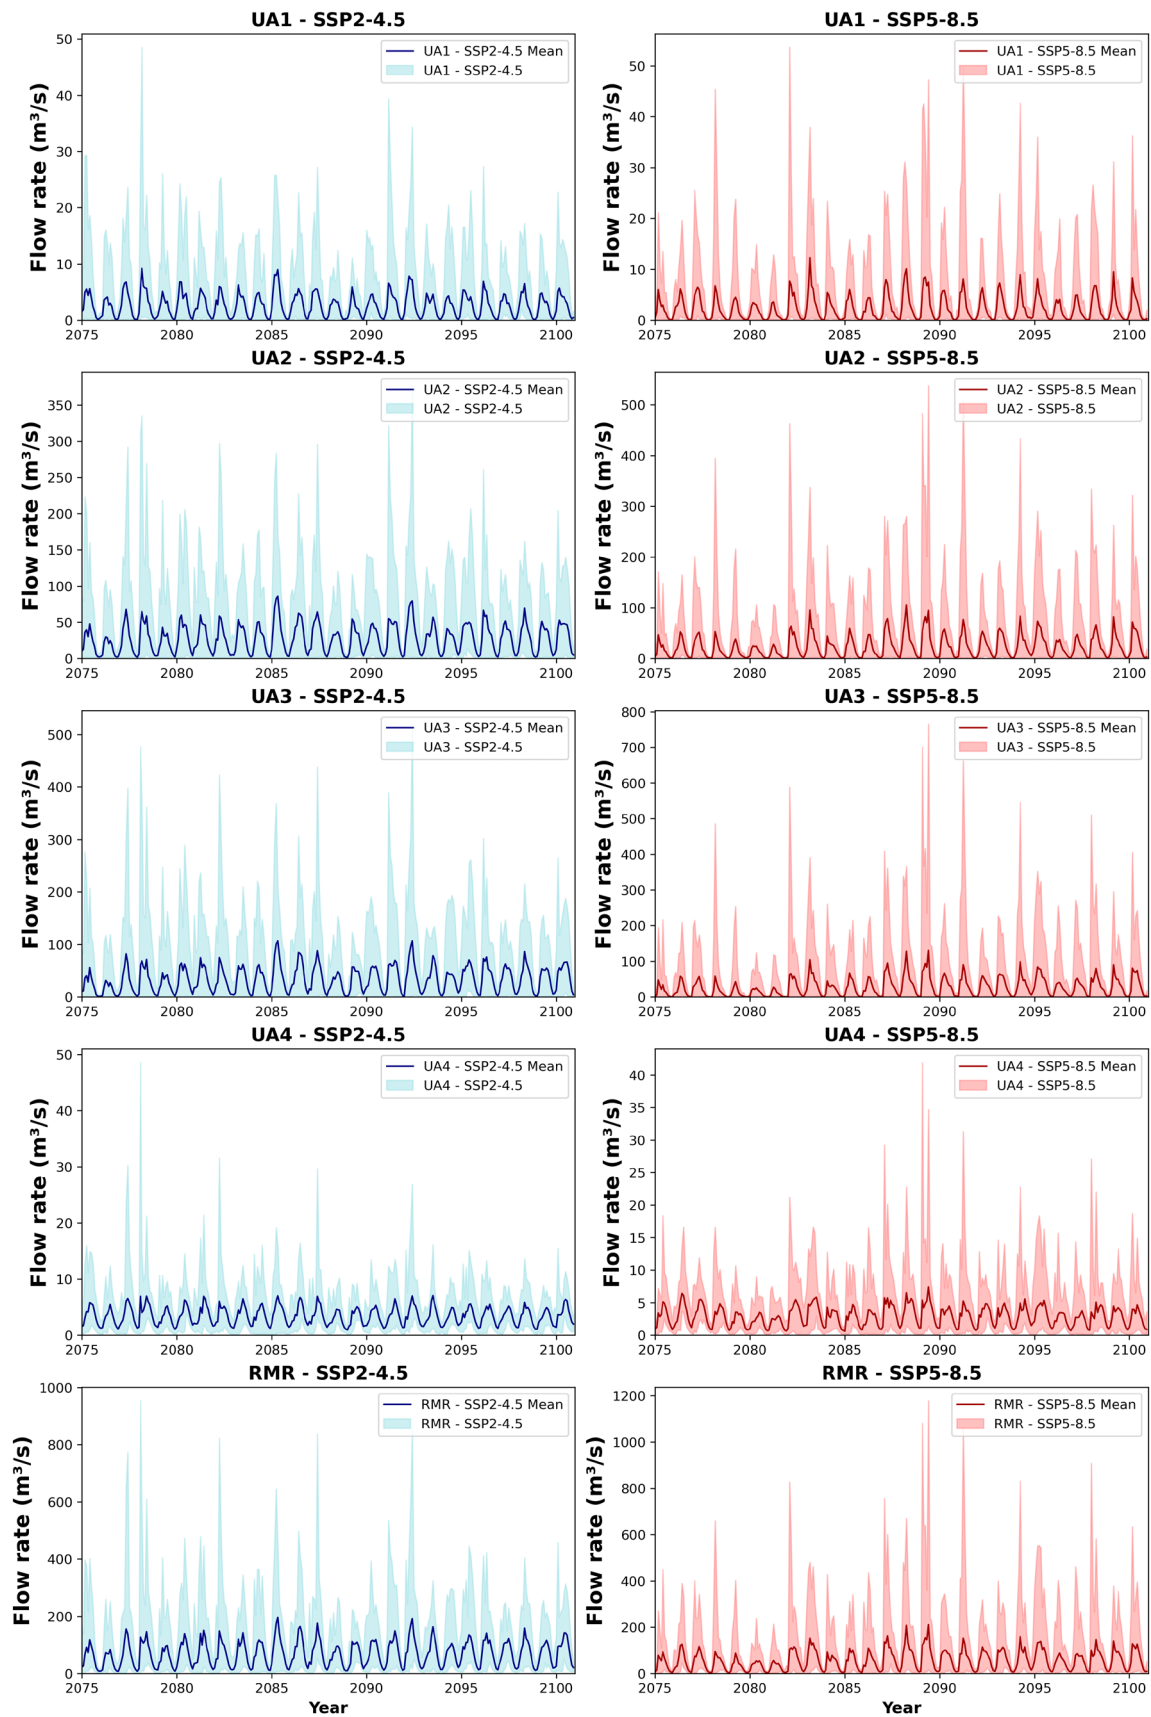 UA1 - SSP2-4.5
Flow rate (m³/s)
50
40
30
20
10
0
UA1 - SSP2-4.5 Mean
UA1 - SSP2-4.5
2075 2080 2085 2090 2095 2100
UA1 - SSP5-8.5
Flow rate (m³/s)
50
40
30
20
10
0
UA1 - SSP5-8.5 Mean
UA1 - SSP5-8.5
2075 2080 2085 2090 2095 2100
UA2 - SSP2-4.5
Flow rate (m³/s)
350
300
250
200
150
100
50
0
UA2 - SSP2-4.5 Mean
UA2 - SSP2-4.5
2075 2080 2085 2090 2095 2100
UA2 - SSP5-8.5
Flow rate (m³/s)
500
400
300
200
100
0
UA2 - SSP5-8.5 Mean
UA2 - SSP5-8.5
2075 2080 2085 2090 2095 2100
UA3 - SSP2-4.5
Flow rate (m³/s)
500
400
300
200
100
0
UA3 - SSP2-4.5 Mean
UA3 - SSP2-4.5
2075 2080 2085 2090 2095 2100
UA3 - SSP5-8.5
Flow rate (m³/s)
800
700
600
500
400
300
200
100
0
UA3 - SSP5-8.5 Mean
UA3 - SSP5-8.5
2075 2080 2085 2090 2095 2100
UA4 - SSP2-4.5
Flow rate (m³/s)
50
40
30
20
10
0
UA4 - SSP2-4.5 Mean
UA4 - SSP2-4.5
2075 2080 2085 2090 2095 2100
UA4 - SSP5-8.5
Flow rate (m³/s)
40
35
30
25
20
15
10
5
0
UA4 - SSP5-8.5 Mean
UA4 - SSP5-8.5
2075 2080 2085 2090 2095 2100
RMR - SSP2-4.5
Flow rate (m³/s)
1000
800
600
400
200
0
RMR - SSP2-4.5 Mean
RMR - SSP2-4.5
2075 2080 2085 2090 2095 2100
Year
RMR - SSP5-8.5
Flow rate (m³/s)
1200
1000
800
600
400
200
0
RMR - SSP5-8.5 Mean
RMR - SSP5-8.5
2075 2080 2085 2090 2095 2100
Year